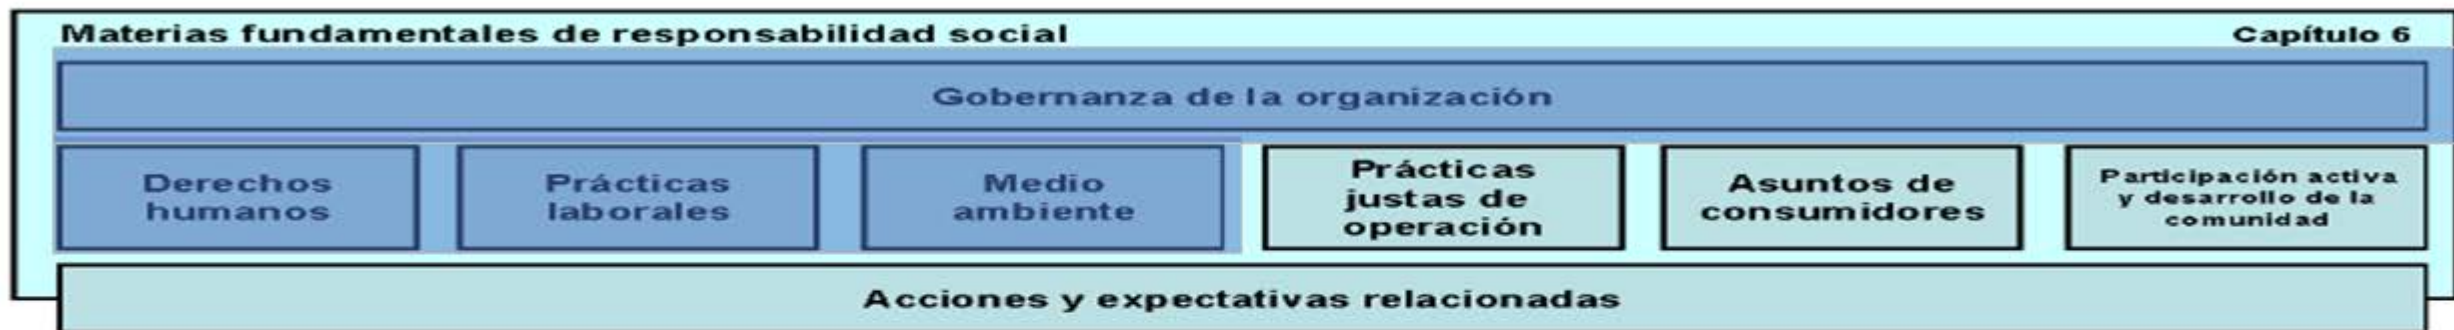 Materias fundamentales de responsabilidad social
Capítulo 6
Gobernanza de la organización
Derechos
humanos
Prácticas
laborales
Medio
ambiente
Prácticas
justas de
operación
Asuntos de
consumidores
Participación activa
y desarrollo de la
comunidad
Acciones y expectativas relacionadas